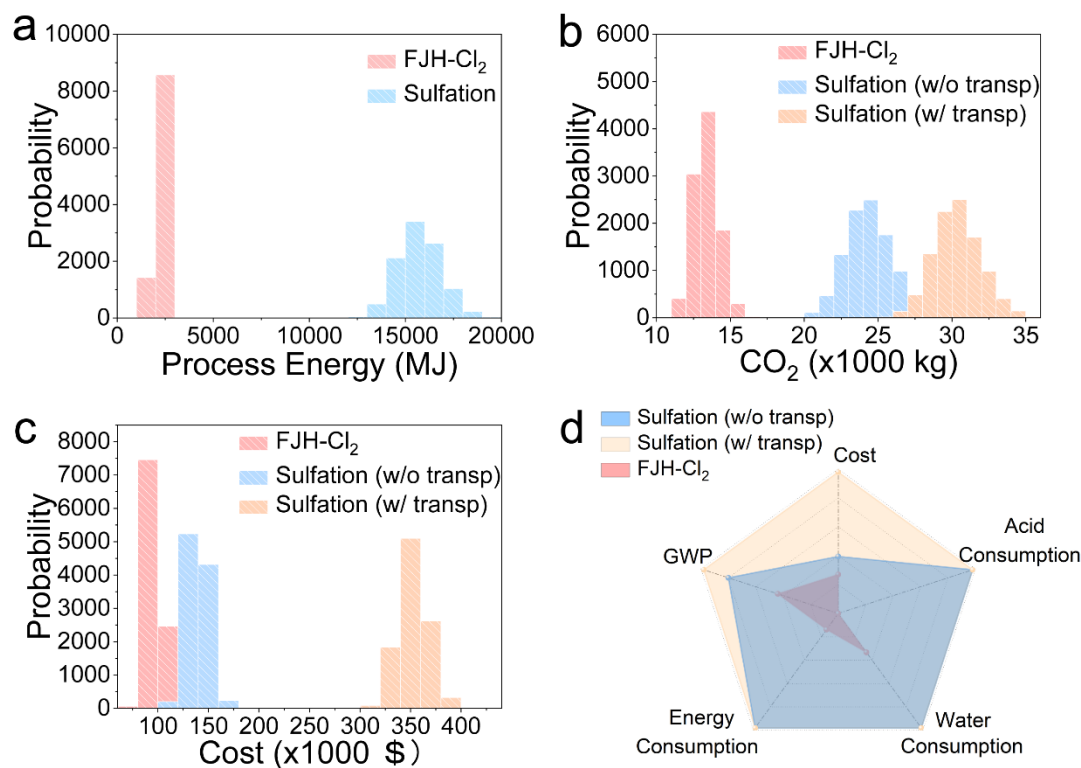 a
10000
8000
6000
4000
2000
0
Probability
FJH-Cl₂
Sulfation
0
5000
10000
15000
20000
Process Energy (MJ)
b
6000
5000
4000
3000
2000
1000
0
Probability
FJH-Cl₂
Sulfation (w/o transp)
Sulfation (w/ transp)
10
15
20
25
30
35
CO₂ (x1000 kg)
c
8000
7000
6000
5000
4000
3000
2000
1000
0
Probability
FJH-Cl₂
Sulfation (w/o transp)
Sulfation (w/ transp)
100
150
200
250
300
350
400
Cost (x1000 $)
d
Sulfation (w/o transp)
Sulfation (w/ transp)
FJH-Cl₂
Cost
Acid
Consumption
GWP
Energy
Consumption
Water
Consumption